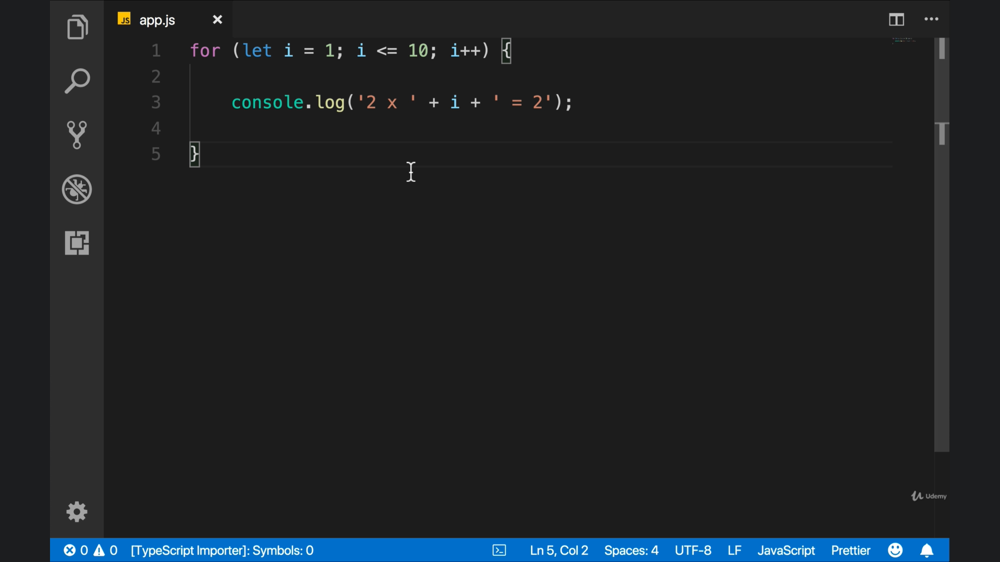 JS app.js
1 for (let i = 1; i <= 10; i++) {
2
3 console.log('2 x ' + i + ' = 2');
4
5 }
Udemy
0 0 [TypeScript Importer]: Symbols: 0 Ln 5, Col 2 Spaces: 4 UTF-8 LF JavaScript Prettier